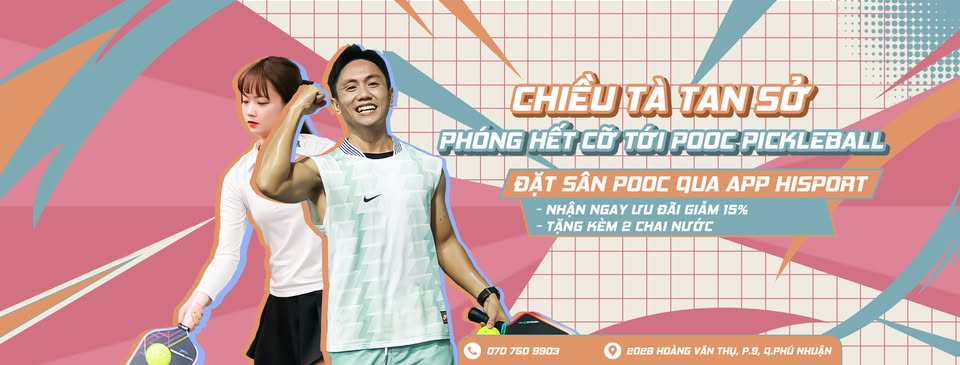 CHIỀU TÀ TAN SỞ
PHÓNG HẾT CỠ TỚI POOC PICKLEBALL
ĐẶT SÂN POOC QUA APP HISPORT
- NHẬN NGAY ƯU ĐÃI GIẢM 15%
- TẶNG KÈM 2 CHAI NƯỚC
070 750 9903
202B HOÀNG VĂN THỤ, P.9, Q.PHÚ NHUẬN